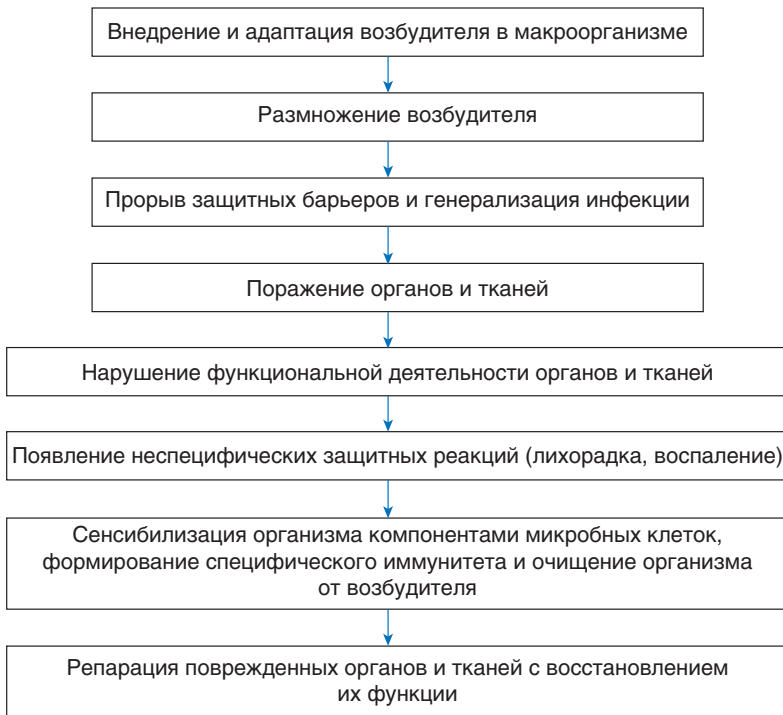 Внедрение и адаптация возбудителя в макроорганизме
Размножение возбудителя
Прорыв защитных барьеров и генерализация инфекции
Поражение органов и тканей
Нарушение функциональной деятельности органов и тканей
Появление неспецифических защитных реакций (лихорадка, воспаление)
Сенсибилизация организма компонентами микробных клеток,
формирование специфического иммунитета и очищение организма
от возбудителя
Репарация поврежденных органов и тканей с восстановлением
их функции